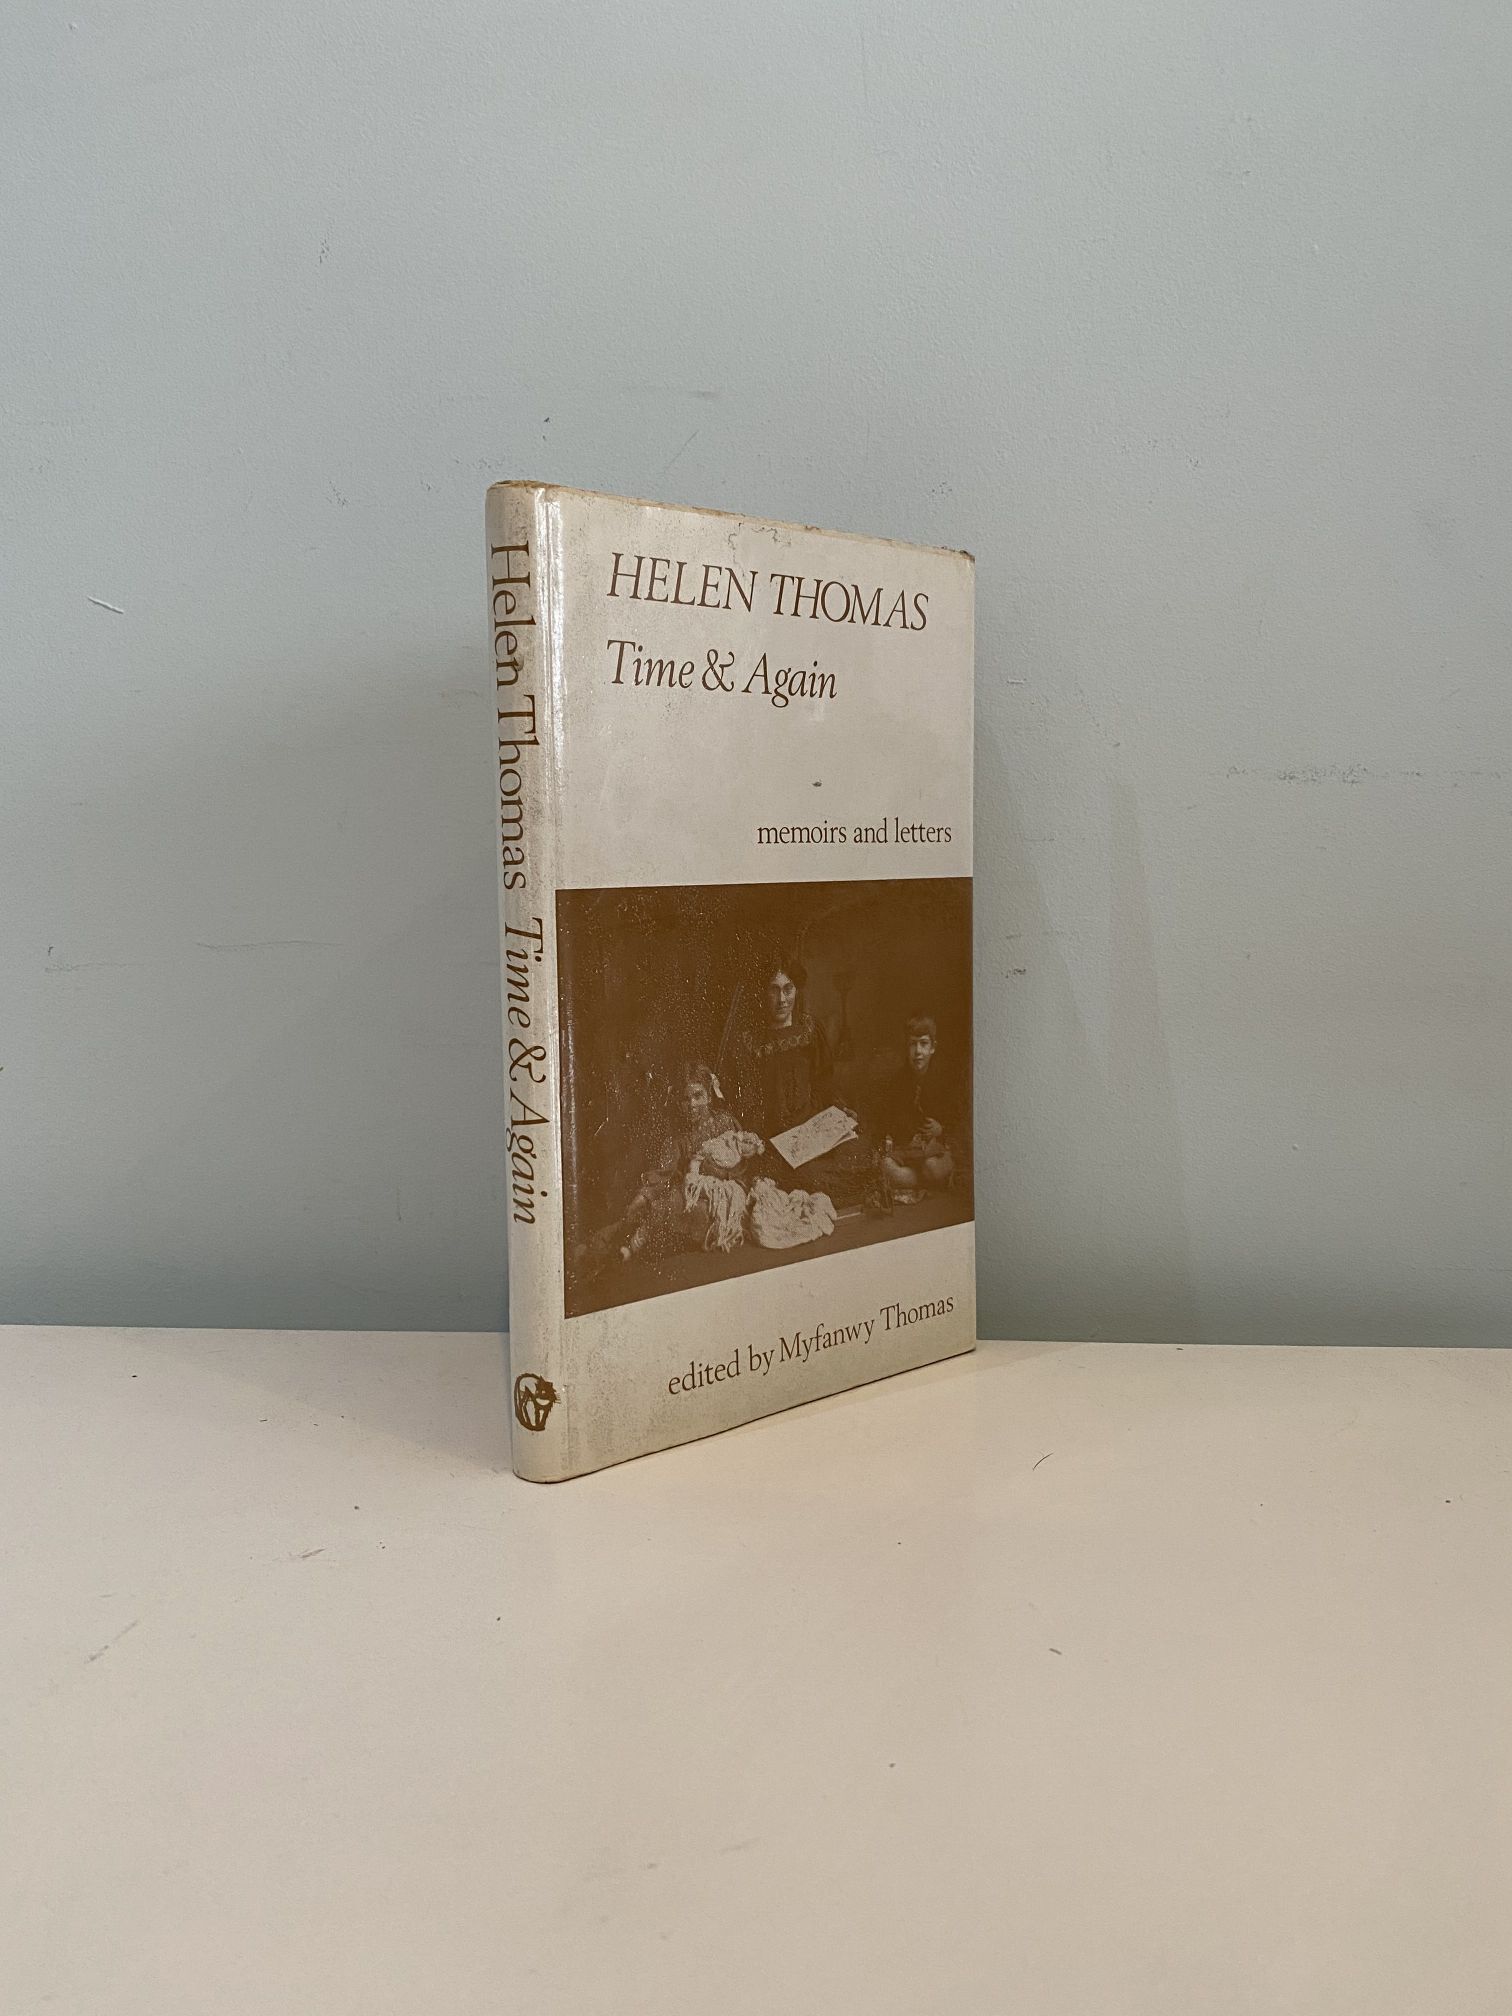 Helen Thomas Time & Again
HELEN THOMAS
Time & Again
memoirs and letters
edited by Myfanwy Thomas